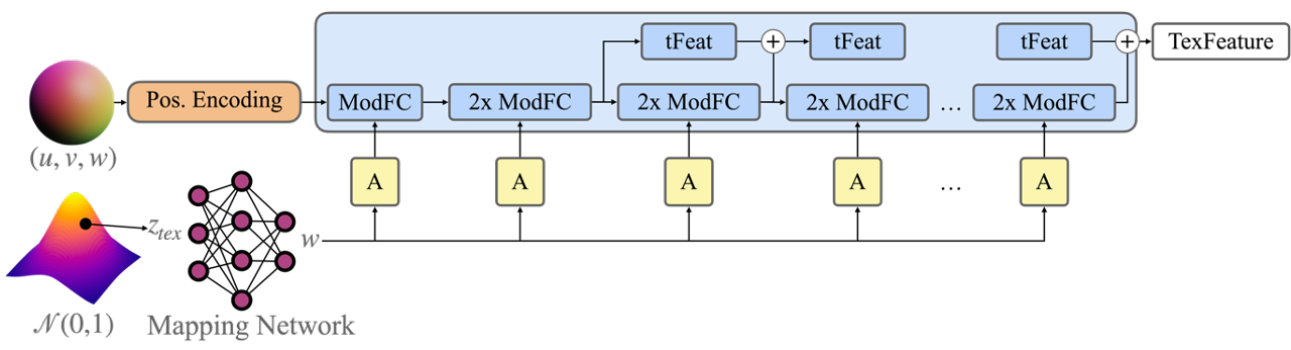 tFeat + tFeat tFeat + TexFeature
Pos. Encoding ModFC 2x ModFC 2x ModFC 2x ModFC … 2x ModFC
(u, v, w)
A A A A … A
z_tex w
𝒩(0,1) Mapping Network